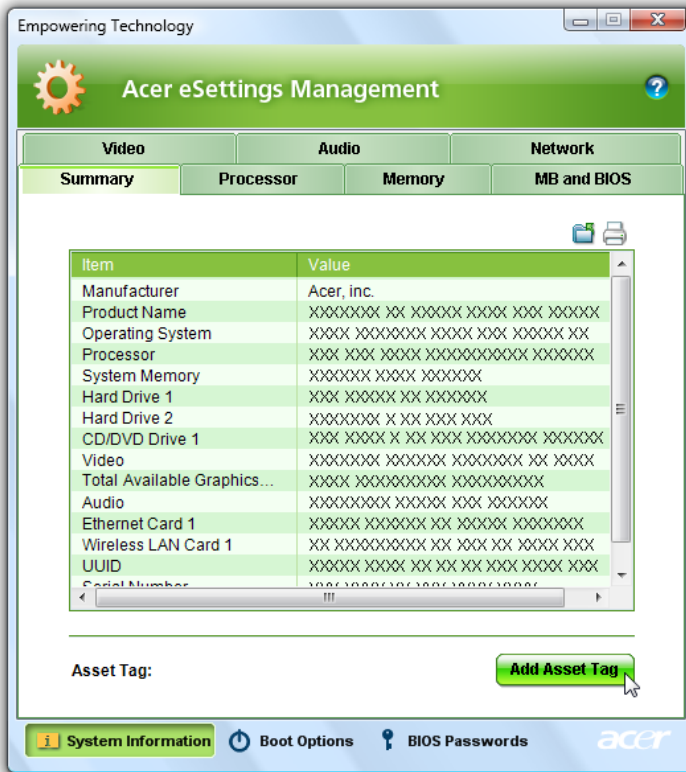 Empowering Technology
Acer eSettings Management
Video Audio Network
Summary Processor Memory MB and BIOS
Item Value
Manufacturer Acer, inc.
Product Name XXXXXXX XX XXXXX XXXX XXX XXXXX
Operating System XXXX XXXXXXX XXXX XXX XXXXX XX
Processor XXX XXX XXXX XXXXXXXXXX XXXXXX
System Memory XXXXXX XXXX XXXXXX
Hard Drive 1 XXX XXXXX XX XXXXXX
Hard Drive 2 XXXXXXX X XX XXX XXX
CD/DVD Drive 1 XXX XXXX X XX XXX XXXXXXX XXXXXX
Video XXXXXXX XXXXXX XXXXXXX XX XXXX
Total Available Graphics... XXXX XXXXXXXXX XXXXXXXXX
Audio XXXXXXXX XXXXX XXX XXXXXX
Ethernet Card 1 XXXXX XXXXXX XX XXXXX XXXXXXX
Wireless LAN Card 1 XX XXXXXXXXX XX XXX XX XXXX XXX
UUID XXXXX XXXX XX XX XX XXX XXXX XXX
Serial Number
Asset Tag: Add Asset Tag
System Information Boot Options BIOS Passwords acer